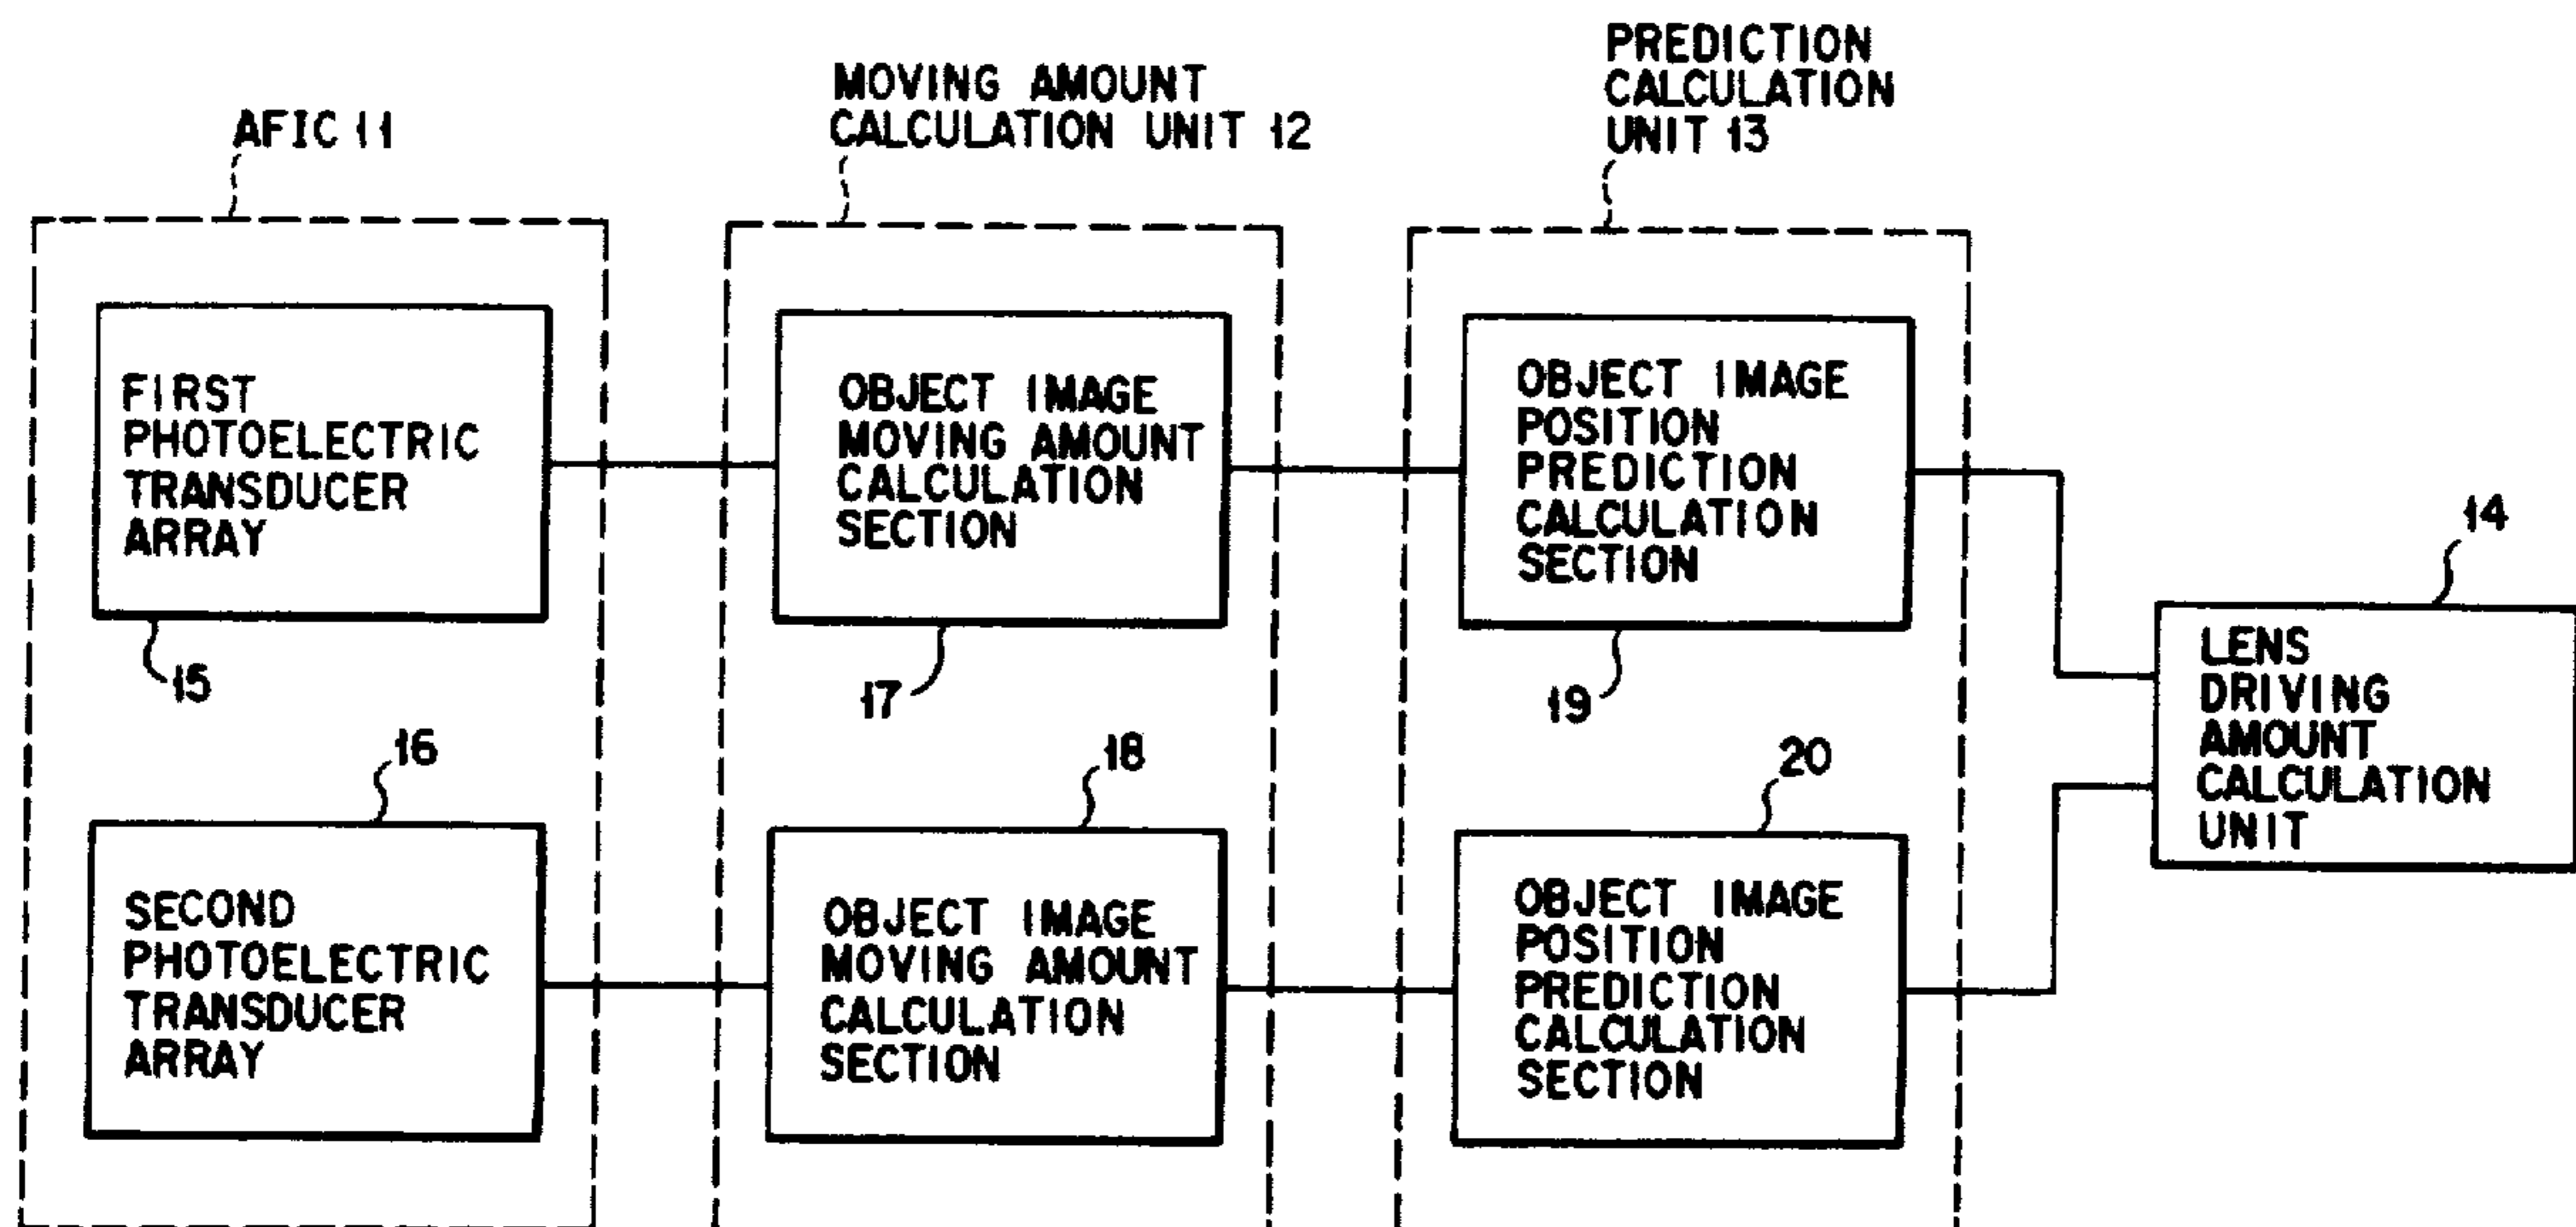 AFIC 11
MOVING AMOUNT
CALCULATION UNIT 12
PREDICTION
CALCULATION
UNIT 13
FIRST
PHOTOELECTRIC
TRANSDUCER
ARRAY
15
OBJECT IMAGE
MOVING AMOUNT
CALCULATION
SECTION
17
OBJECT IMAGE
POSITION
PREDICTION
CALCULATION
SECTION
19
14
LENS
DRIVING
AMOUNT
CALCULATION
UNIT
16
SECOND
PHOTOELECTRIC
TRANSDUCER
ARRAY
18
OBJECT IMAGE
MOVING AMOUNT
CALCULATION
SECTION
20
OBJECT IMAGE
POSITION
PREDICTION
CALCULATION
SECTION